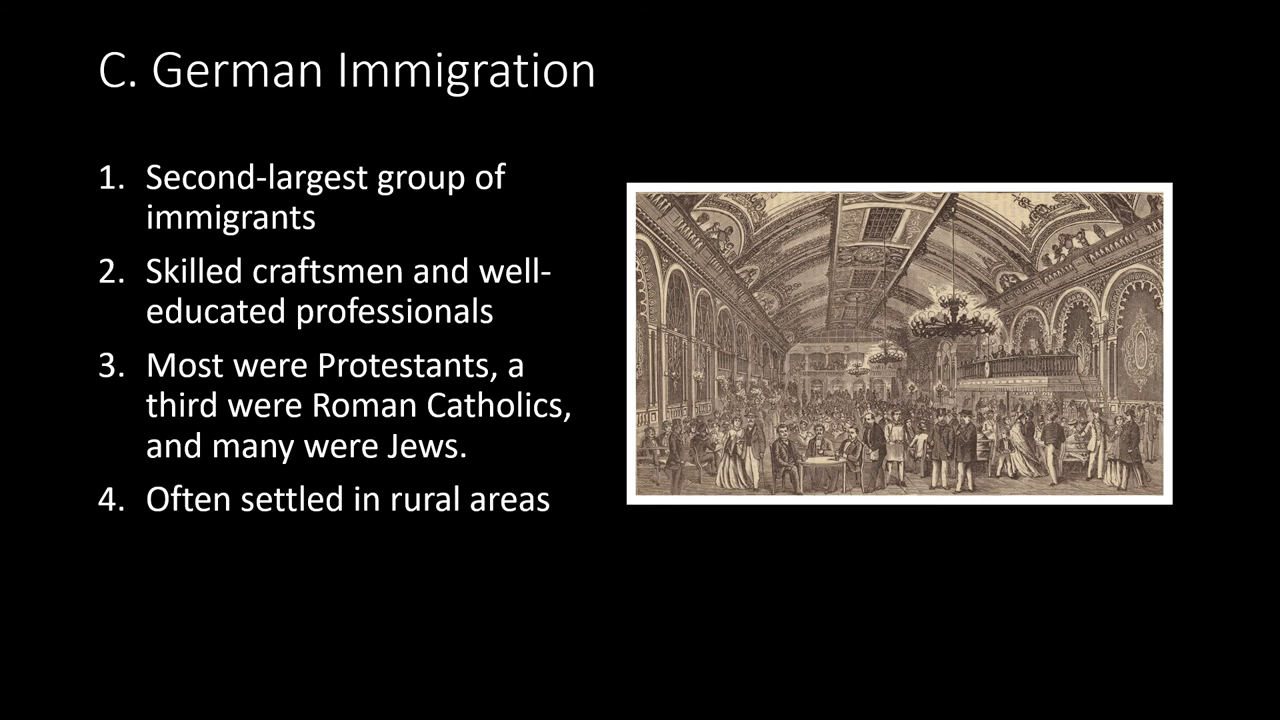 C. German Immigration
1. Second-largest group of
immigrants
2. Skilled craftsmen and well-
educated professionals
3. Most were Protestants, a
third were Roman Catholics,
and many were Jews.
4. Often settled in rural areas